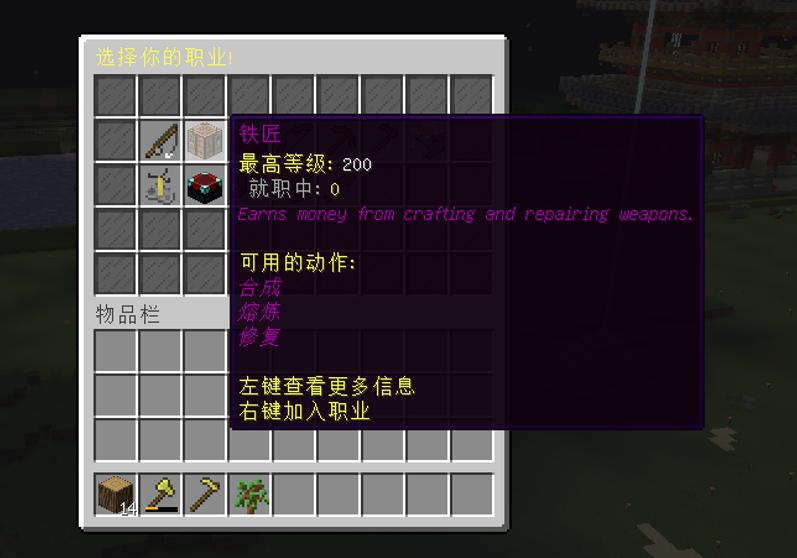 选择你的职业!
铁匠
最高等级: 200
就职中: 0
Earns money from crafting and repairing weapons.
可用的动作:
合成
熔炼
修复
左键查看更多信息
右键加入职业
物品栏
14